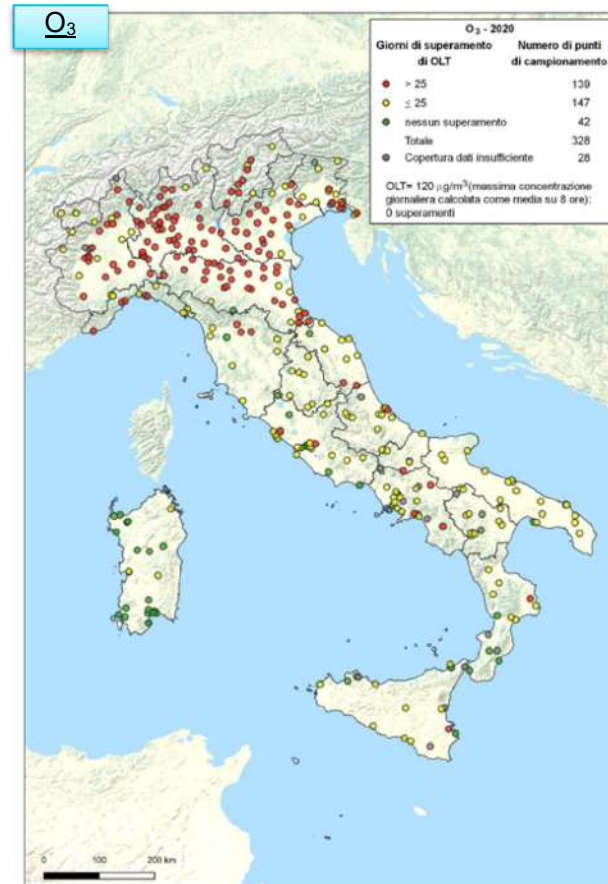 O3
O3 - 2020
Giorni di superamento Numero di punti
di OLT di campionamento
> 25 139
≤ 25 147
nessun superamento 42
Totale 328
Copertura dati insufficiente 28
OLT= 120 µg/m³(massima concentrazione
giornaliera calcolata come media su 8 ore):
0 superamenti
0 100 200 km